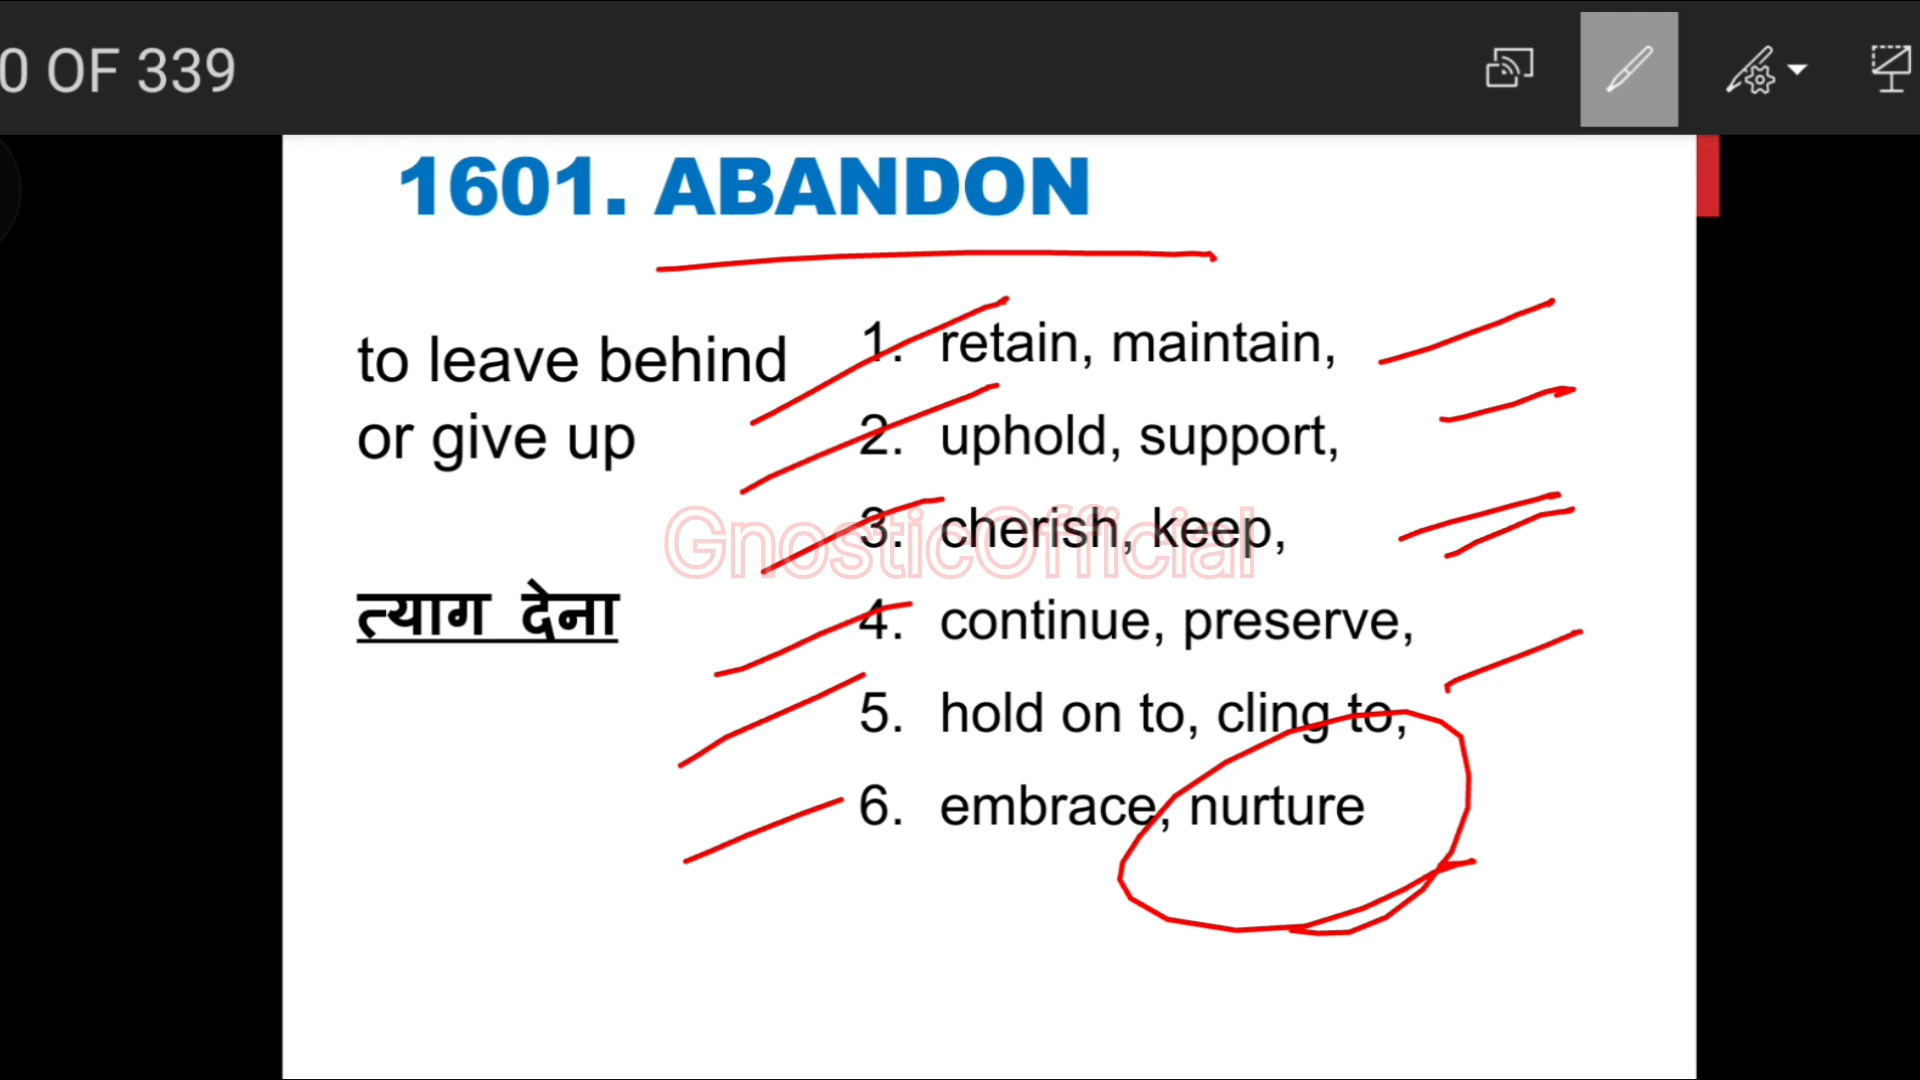 0 OF 339
1601. ABANDON
to leave behind
or give up
त्याग देना
1. retain, maintain,
2. uphold, support,
3. cherish, keep,
4. continue, preserve,
5. hold on to, cling to,
6. embrace, nurture
GnosticOfficial